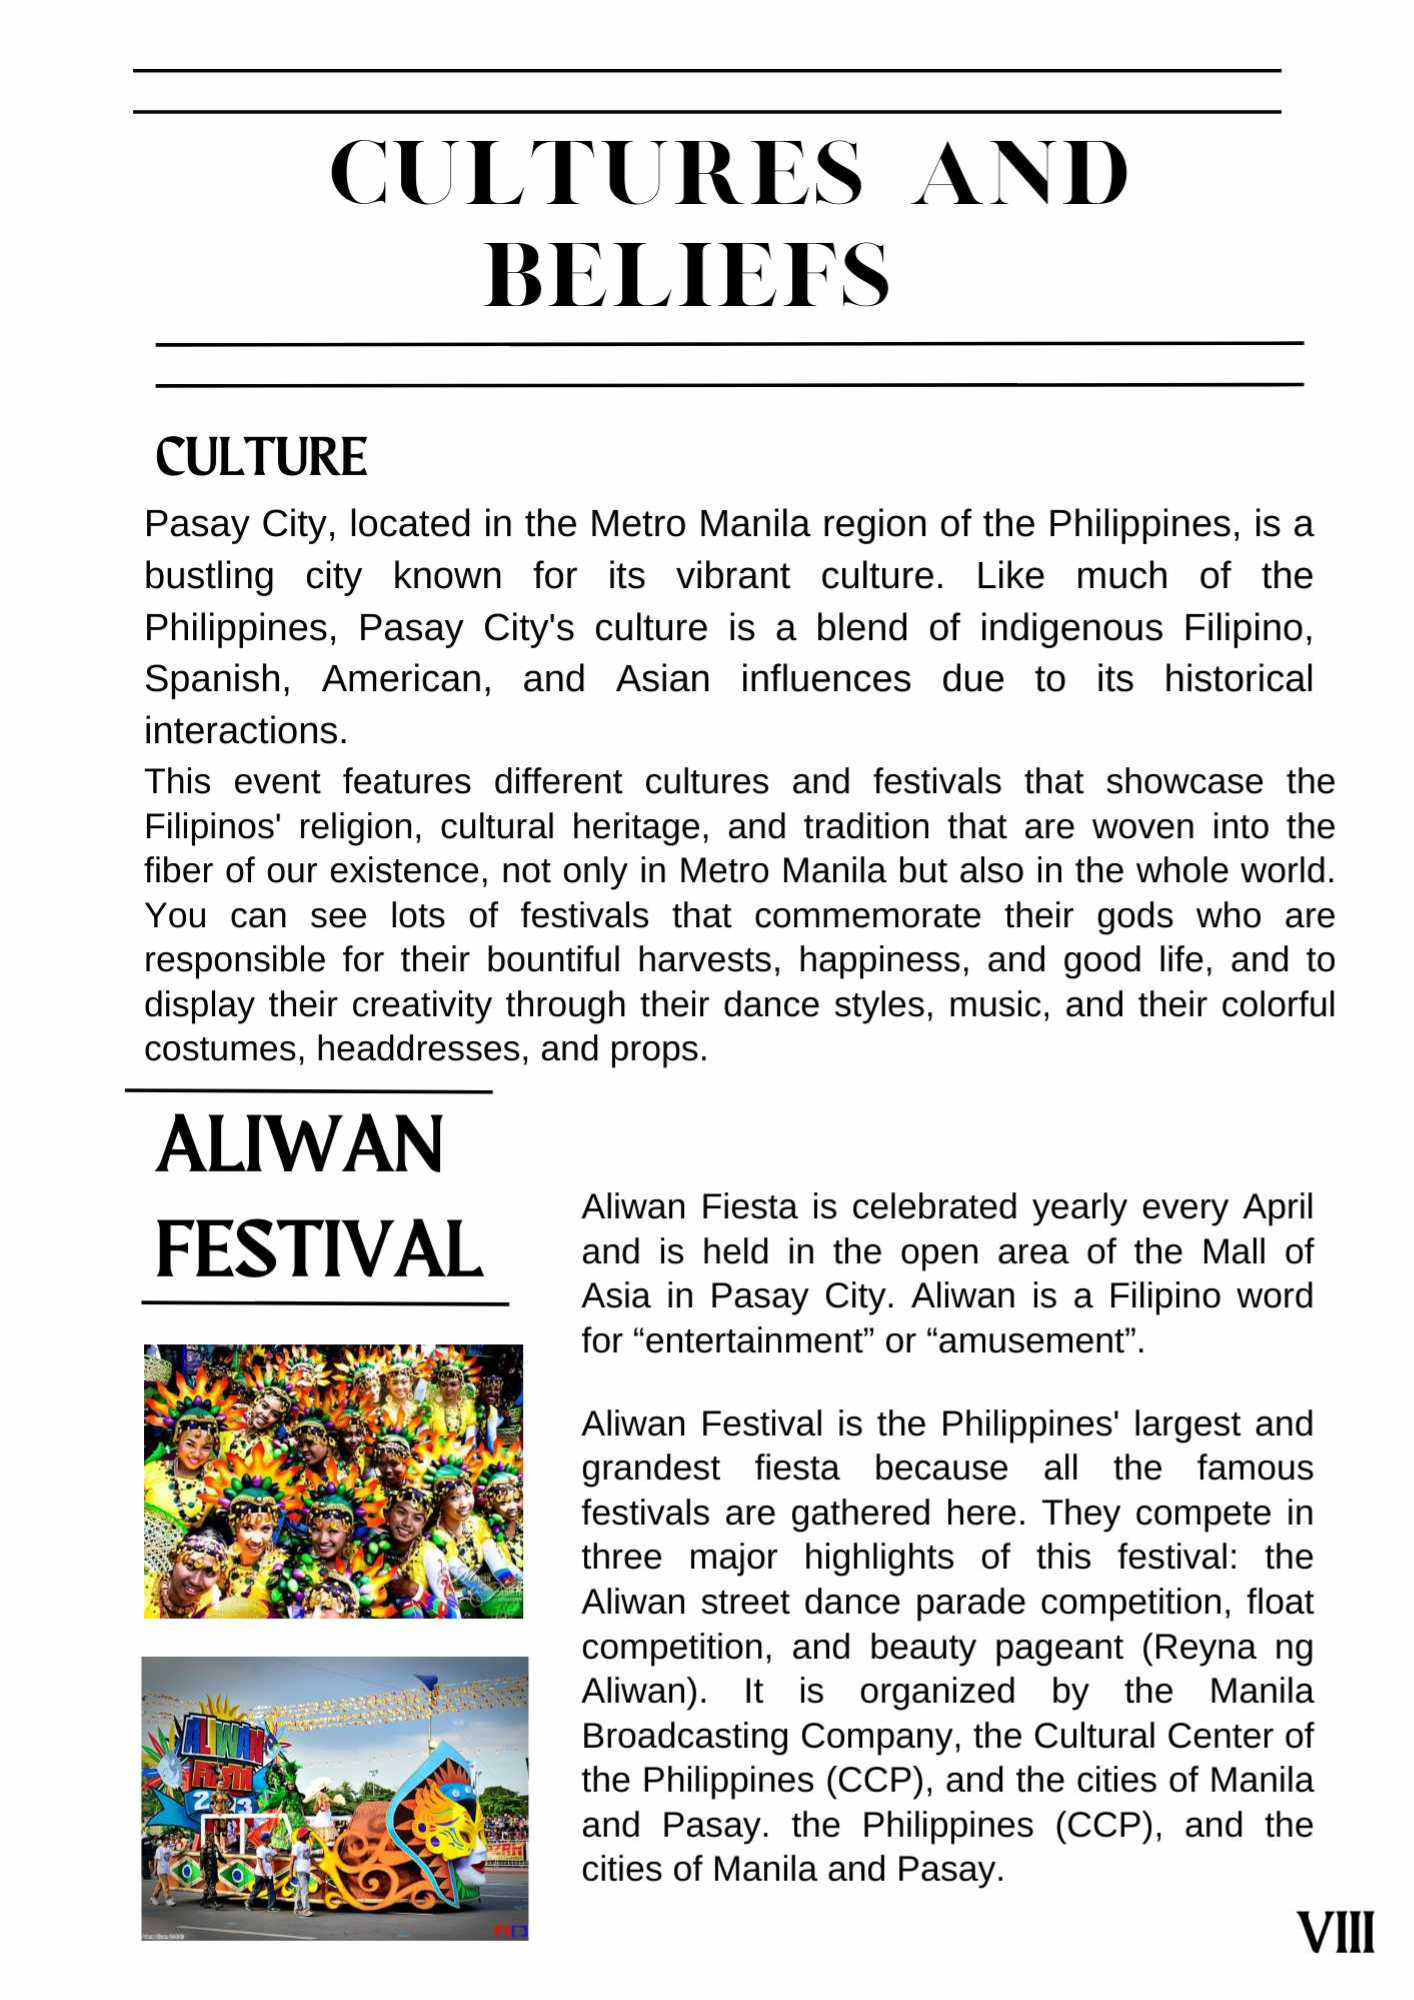 CULTURES AND
BELIEFS
CULTURE
Pasay City, located in the Metro Manila region of the Philippines, is a
bustling city known for its vibrant culture. Like much of the
Philippines, Pasay City's culture is a blend of indigenous Filipino,
Spanish, American, and Asian influences due to its historical
interactions.
This event features different cultures and festivals that showcase the
Filipinos' religion, cultural heritage, and tradition that are woven into the
fiber of our existence, not only in Metro Manila but also in the whole world.
You can see lots of festivals that commemorate their gods who are
responsible for their bountiful harvests, happiness, and good life, and to
display their creativity through their dance styles, music, and their colorful
costumes, headdresses, and props.
ALIWAN
FESTIVAL
Aliwan Fiesta is celebrated yearly every April
and is held in the open area of the Mall of
Asia in Pasay City. Aliwan is a Filipino word
for “entertainment” or “amusement”.
Aliwan Festival is the Philippines' largest and
grandest fiesta because all the famous
festivals are gathered here. They compete in
three major highlights of this festival: the
Aliwan street dance parade competition, float
competition, and beauty pageant (Reyna ng
Aliwan). It is organized by the Manila
Broadcasting Company, the Cultural Center of
the Philippines (CCP), and the cities of Manila
and Pasay. the Philippines (CCP), and the
cities of Manila and Pasay.
ALIWAN
FIESTA
VIII